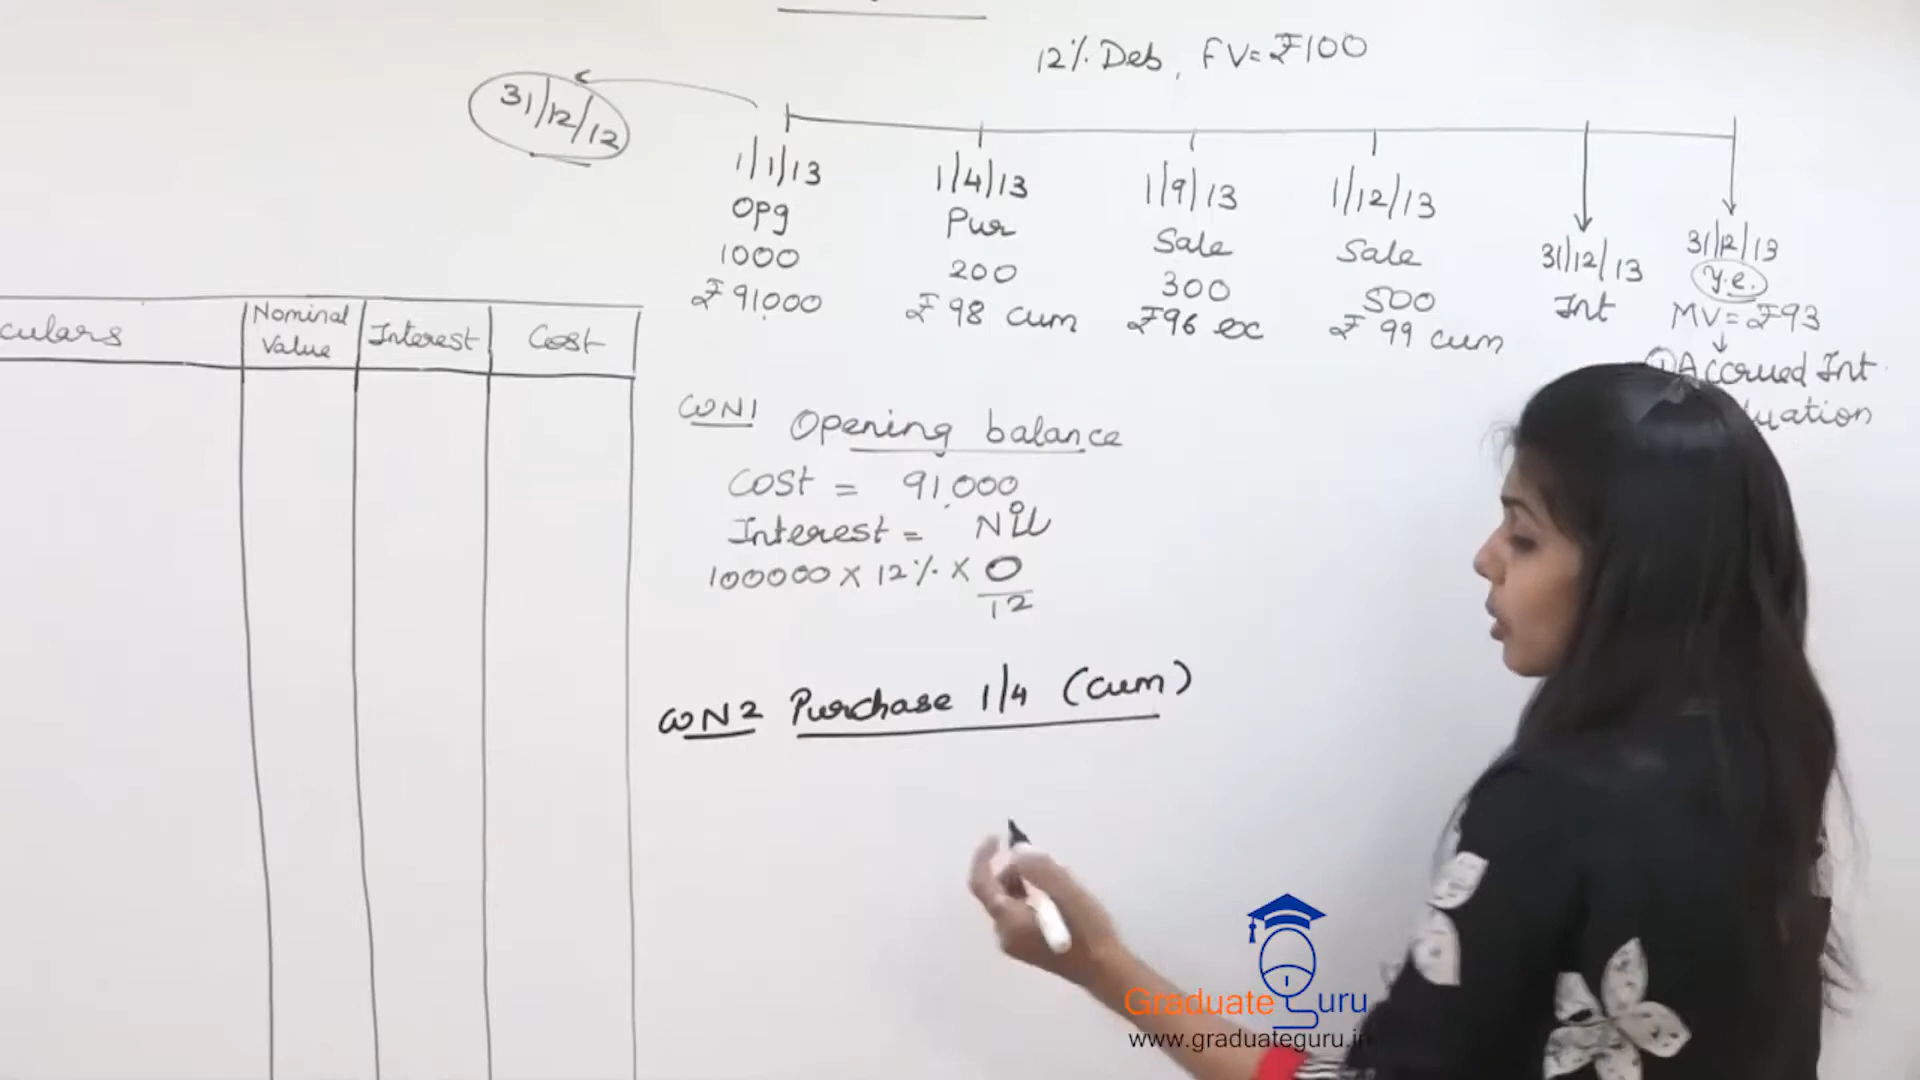 12% Deb, FV= ₹100
31/12/12
1/1/13
Opg
1000
₹91,000
1/4/13
Pur
200
₹98 cum
1/9/13
Sale
300
₹96 ex
1/12/13
Sale
500
₹99 cum
31/12/13
Int
31/12/13
y.e.
MV= ₹93
Accrued Int
uation
culars
Nominal Value
Interest
Cost
WN1 Opening balance
Cost = 91,000
Interest = Nil
100000 x 12% x 0
12
WN2 Purchase 1/4 (cum)
Graduate Guru
www.graduateguru.in